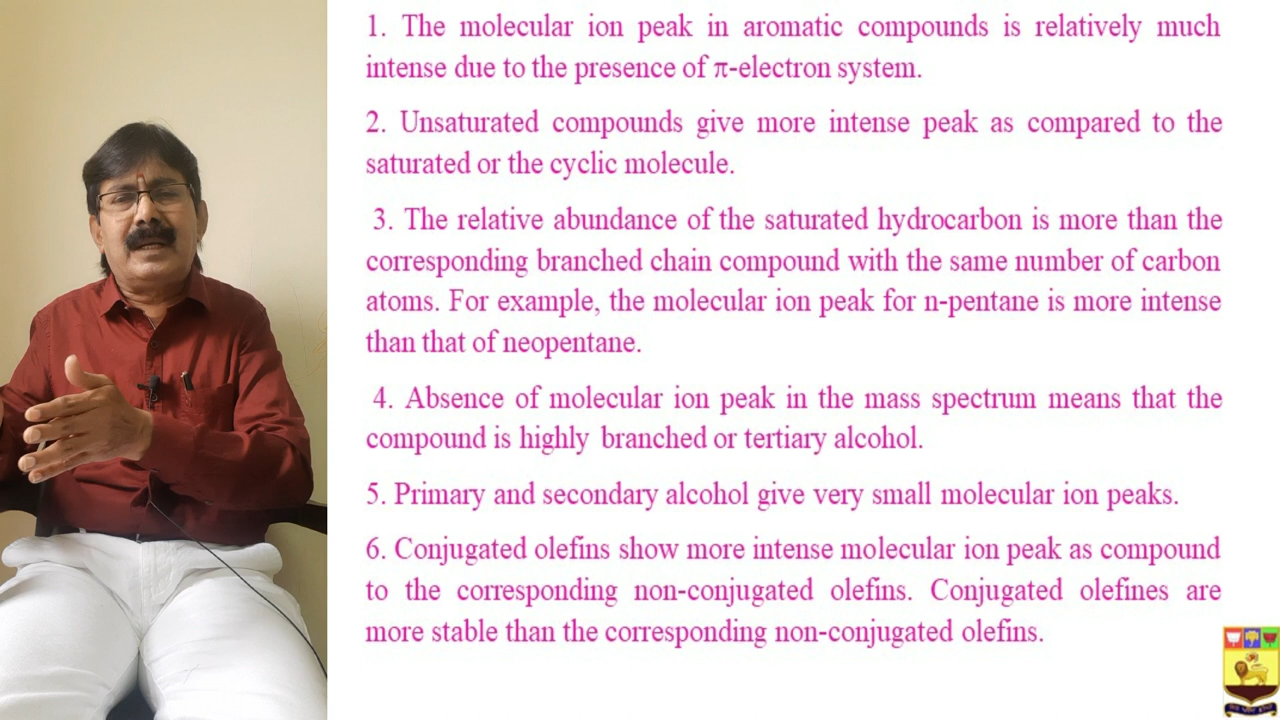 1. The molecular ion peak in aromatic compounds is relatively much
intense due to the presence of π-electron system.
2. Unsaturated compounds give more intense peak as compared to the
saturated or the cyclic molecule.
3. The relative abundance of the saturated hydrocarbon is more than the
corresponding branched chain compound with the same number of carbon
atoms. For example, the molecular ion peak for n-pentane is more intense
than that of neopentane.
4. Absence of molecular ion peak in the mass spectrum means that the
compound is highly branched or tertiary alcohol.
5. Primary and secondary alcohol give very small molecular ion peaks.
6. Conjugated olefins show more intense molecular ion peak as compound
to the corresponding non-conjugated olefins. Conjugated olefines are
more stable than the corresponding non-conjugated olefins.